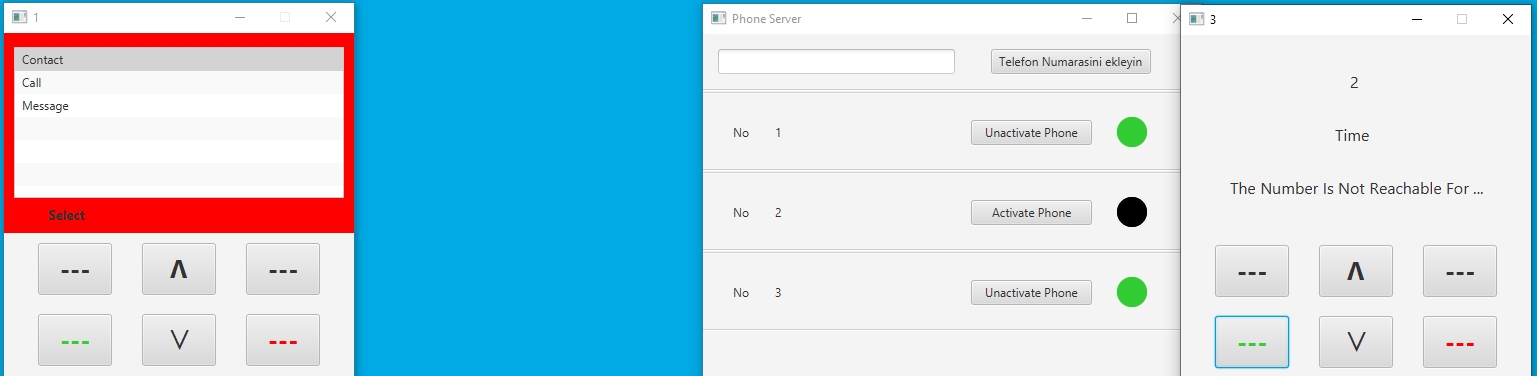 1
Contact
Call
Message
Select
--- Λ ---
--- V ---
Phone Server
Telefon Numarasini ekleyin
No 1 Unactivate Phone
No 2 Activate Phone
No 3 Unactivate Phone
3
2
Time
The Number Is Not Reachable For ...
--- Λ ---
--- V ---